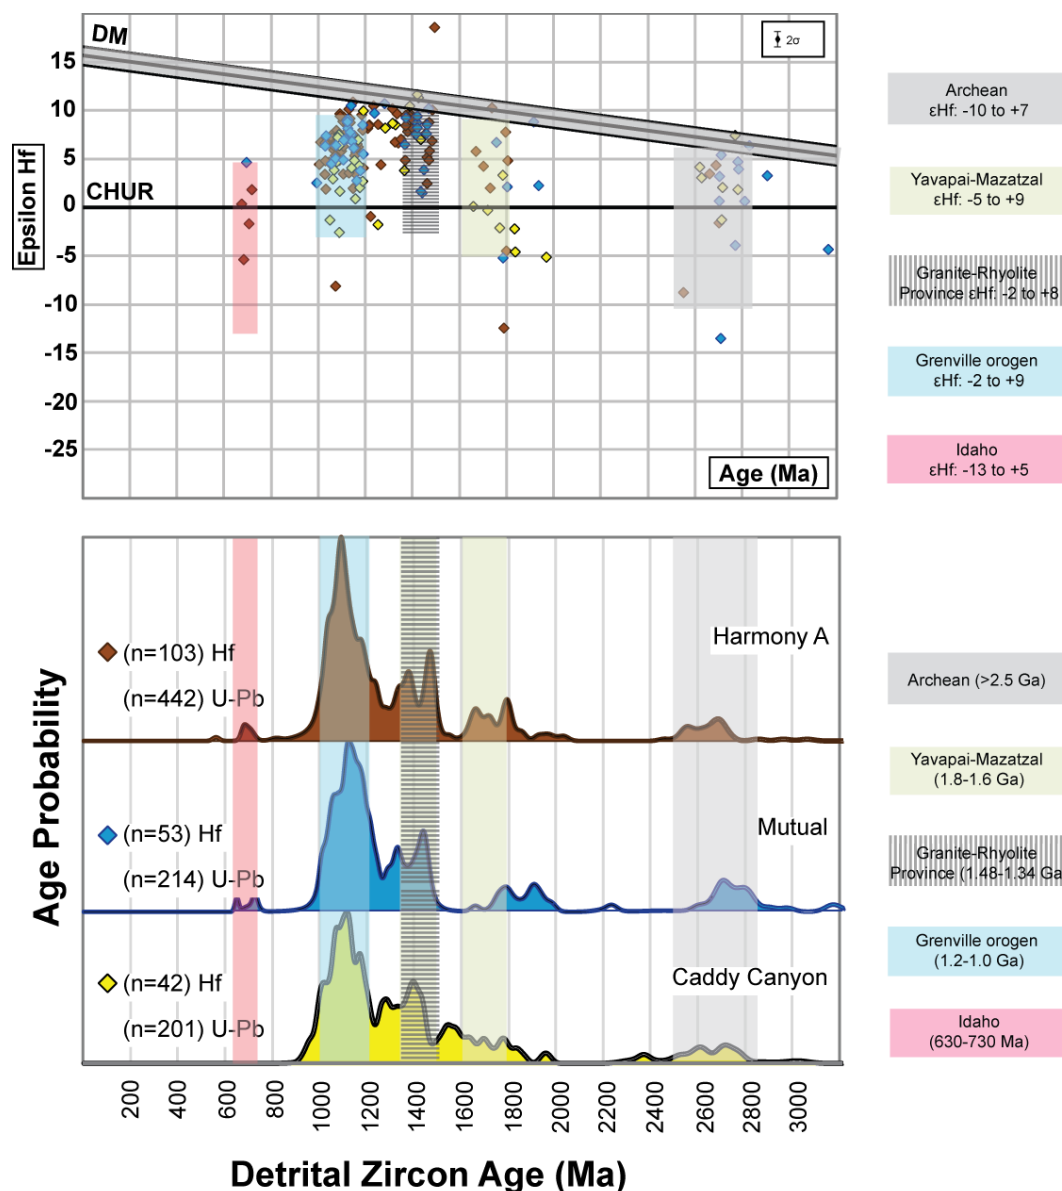 DM
2σ
15
10
5
0
-5
-10
-15
-20
-25
Epsilon Hf
CHUR
Age (Ma)
Archean
εHf: -10 to +7
Yavapai-Mazatzal
εHf: -5 to +9
Granite-Rhyolite
Province εHf: -2 to +8
Grenville orogen
εHf: -2 to +9
Idaho
εHf: -13 to +5
Age Probability
Harmony A
(n=103) Hf
(n=442) U-Pb
Mutual
(n=53) Hf
(n=214) U-Pb
Caddy Canyon
(n=42) Hf
(n=201) U-Pb
Archean (>2.5 Ga)
Yavapai-Mazatzal
(1.8-1.6 Ga)
Granite-Rhyolite
Province (1.48-1.34 Ga
Grenville orogen
(1.2-1.0 Ga)
Idaho
(630-730 Ma)
200
400
600
800
1000
1200
1400
1600
1800
2000
2200
2400
2600
2800
3000
Detrital Zircon Age (Ma)